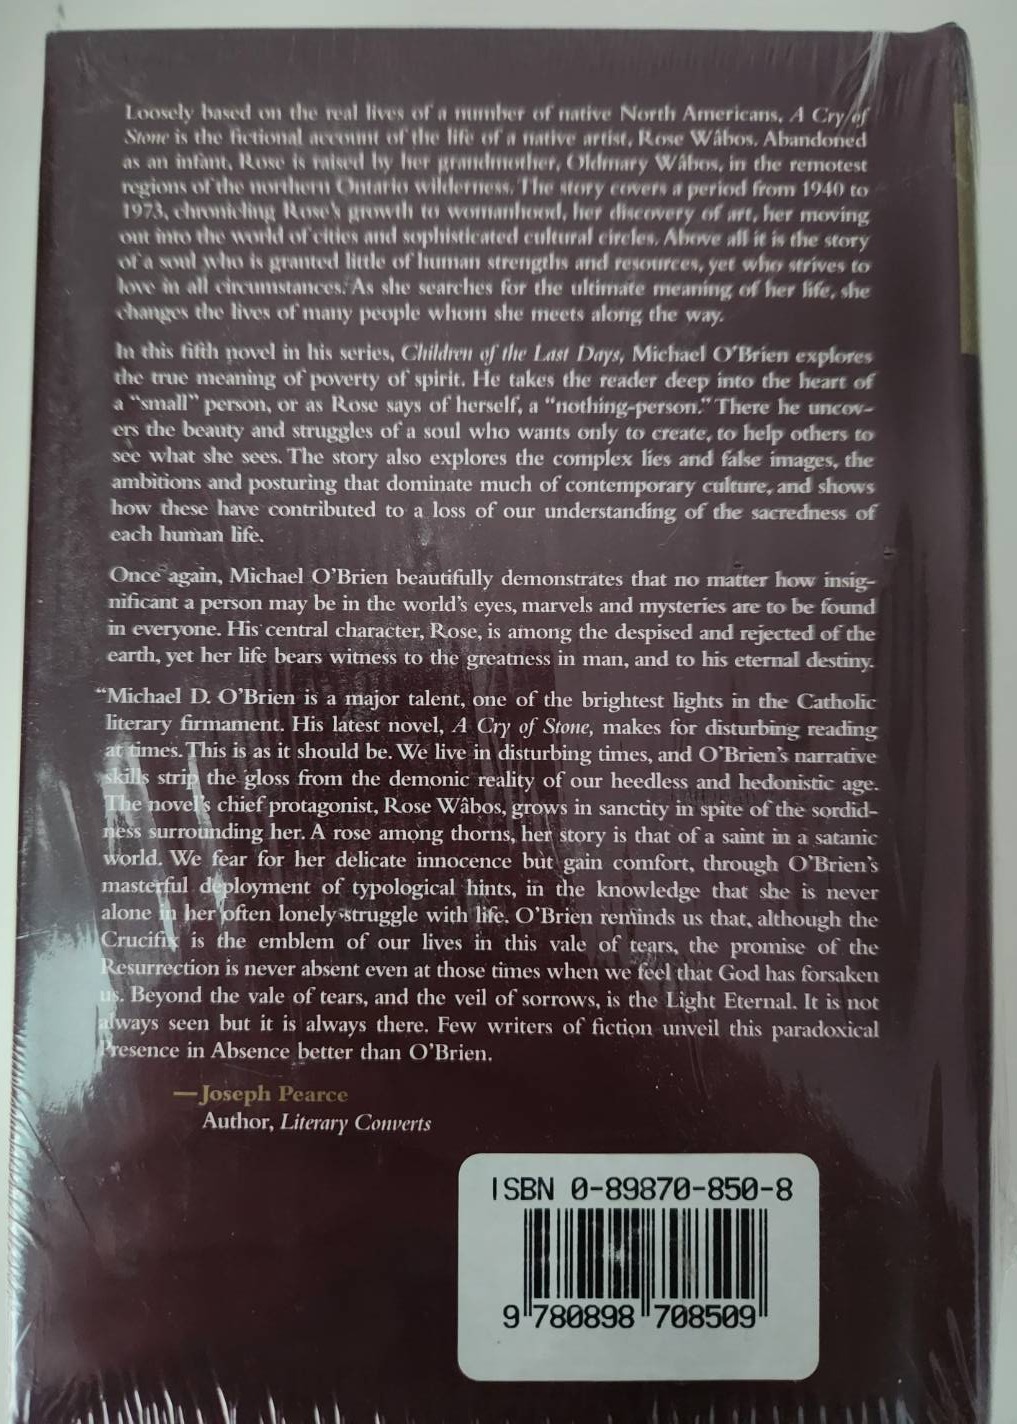 Loosely based on the real lives of a number of native North Americans, A Cry of
Stone is the fictional account of the life of a native artist, Rose Wâbos. Abandoned
as an infant, Rose is raised by her grandmother, Oldmary Wâbos, in the remotest
regions of the northern Ontario wilderness. The story covers a period from 1940 to
1973, chronicling Rose's growth to womanhood, her discovery of art, her moving
out into the world of cities and sophisticated cultural circles. Above all it is the story
of a soul who is granted little of human strengths and resources, yet who strives to
love in all circumstances. As she searches for the ultimate meaning of her life, she
changes the lives of many people whom she meets along the way.
In this fifth novel in his series, Children of the Last Days, Michael O'Brien explores
the true meaning of poverty of spirit. He takes the reader deep into the heart of
a "small" person, or as Rose says of herself, a "nothing-person." There he uncov-
ers the beauty and struggles of a soul who wants only to create, to help others to
see what she sees. The story also explores the complex lies and false images, the
ambitions and posturing that dominate much of contemporary culture, and shows
how these have contributed to a loss of our understanding of the sacredness of
each human life.
Once again, Michael O'Brien beautifully demonstrates that no matter how insig-
nificant a person may be in the world's eyes, marvels and mysteries are to be found
in everyone. His central character, Rose, is among the despised and rejected of the
earth, yet her life bears witness to the greatness in man, and to his eternal destiny.
"Michael D. O'Brien is a major talent, one of the brightest lights in the Catholic
literary firmament. His latest novel, A Cry of Stone, makes for disturbing reading
at times. This is as it should be. We live in disturbing times, and O'Brien's narrative
skills strip the gloss from the demonic reality of our heedless and hedonistic age.
The novel's chief protagonist, Rose Wâbos, grows in sanctity in spite of the sordid-
ness surrounding her. A rose among thorns, her story is that of a saint in a satanic
world. We fear for her delicate innocence but gain comfort, through O'Brien's
masterful deployment of typological hints, in the knowledge that she is never
alone in her often lonely struggle with life. O'Brien reminds us that, although the
Crucifix is the emblem of our lives in this vale of tears, the promise of the
Resurrection is never absent even at those times when we feel that God has forsaken
us. Beyond the vale of tears, and the veil of sorrows, is the Light Eternal. It is not
always seen but it is always there. Few writers of fiction unveil this paradoxical
Presence in Absence better than O'Brien.
—Joseph Pearce
Author, Literary Converts
ISBN 0-89870-850-8
9 780898 708509